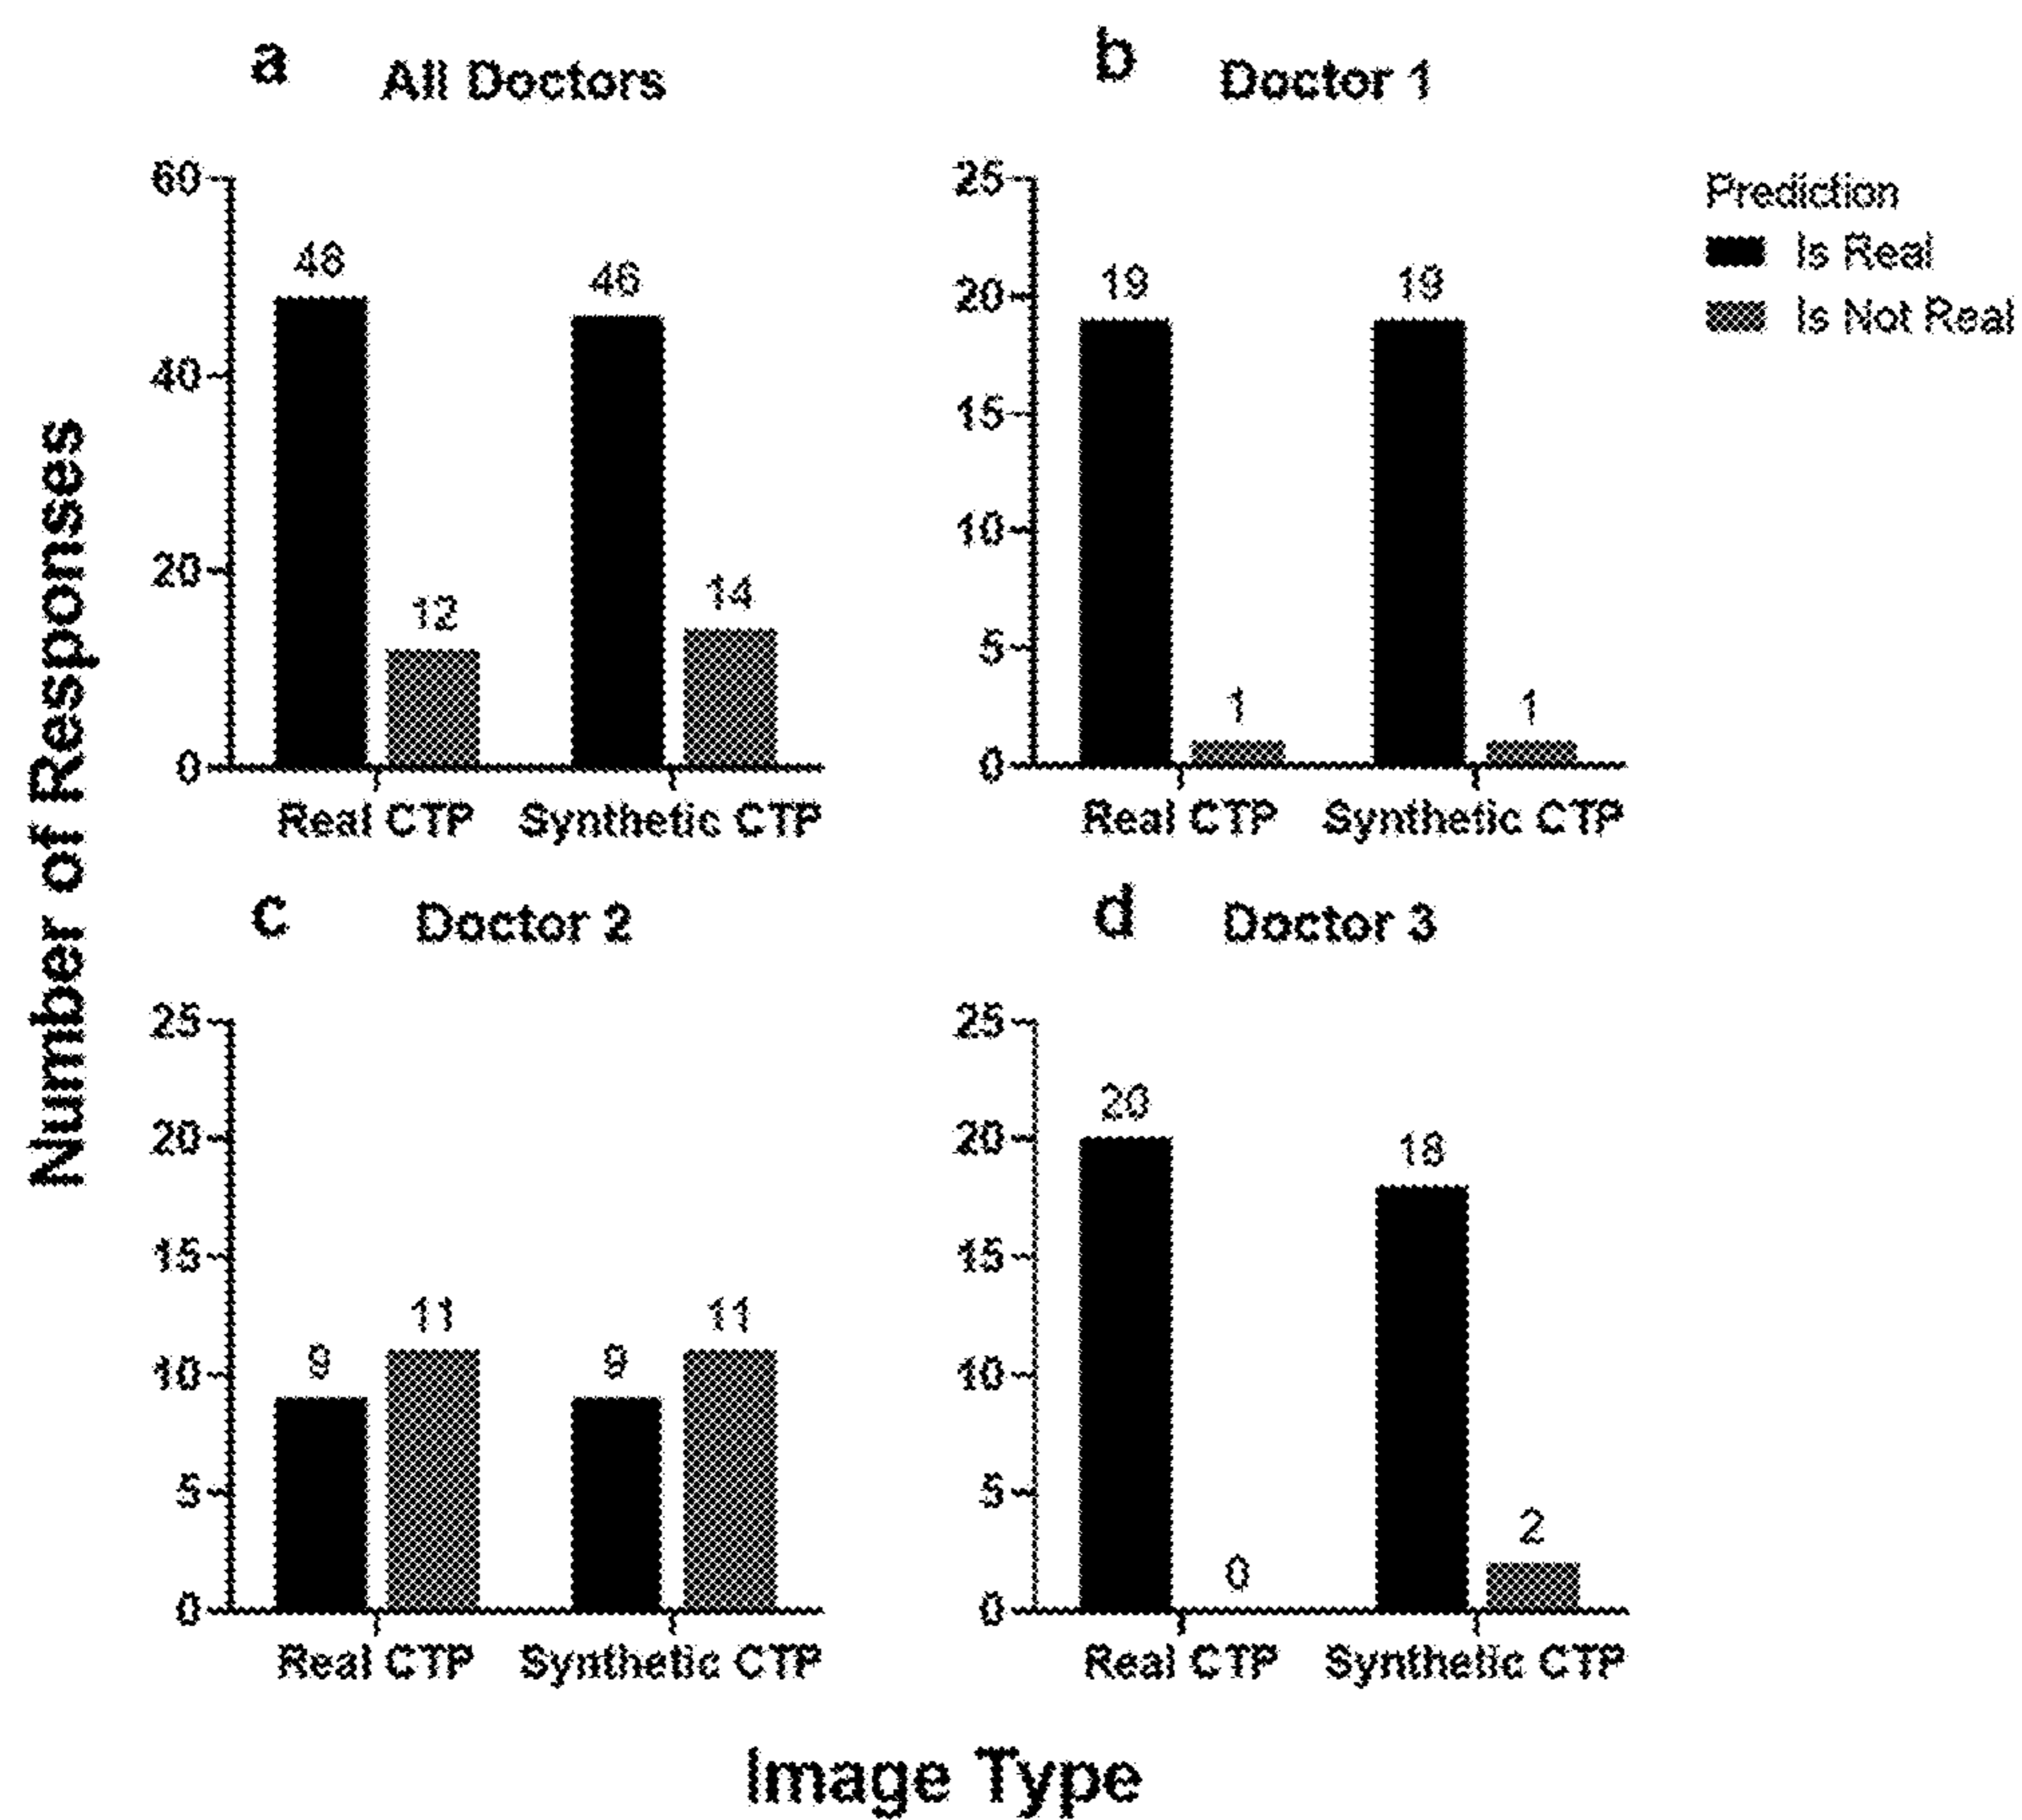 a All Doctors
b Doctor 1
Prediction
Is Real
Is Not Real
Number of Responses
60
40
20
0
48
12
46
14
Real CTP Synthetic CTP
25
20
15
10
5
0
19
1
19
1
Real CTP Synthetic CTP
c Doctor 2
d Doctor 3
25
20
15
10
5
0
9
11
9
11
Real CTP Synthetic CTP
25
20
15
10
5
0
20
0
18
2
Real CTP Synthetic CTP
Image Type